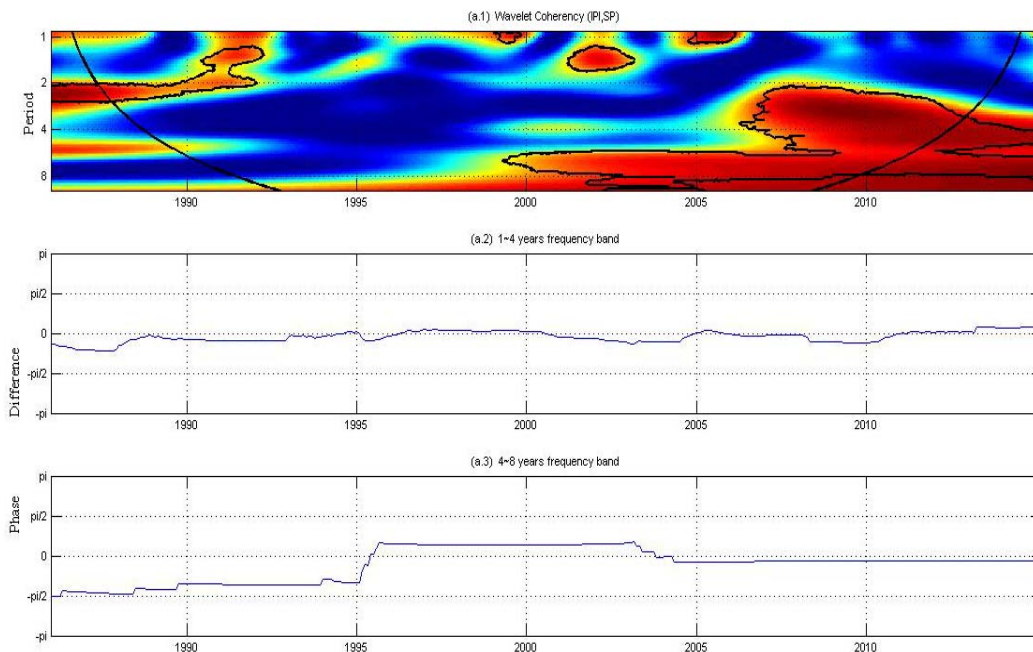 (a.1) Wavelet Coherency (IPI,SP)
Period
1
2
4
8
1990
1995
2000
2005
2010
(a.2) 1~4 years frequency band
pi
pi/2
0
-pi/2
-pi
1990
1995
2000
2005
2010
Phase Difference
(a.3) 4~8 years frequency band
pi
pi/2
0
-pi/2
-pi
1990
1995
2000
2005
2010